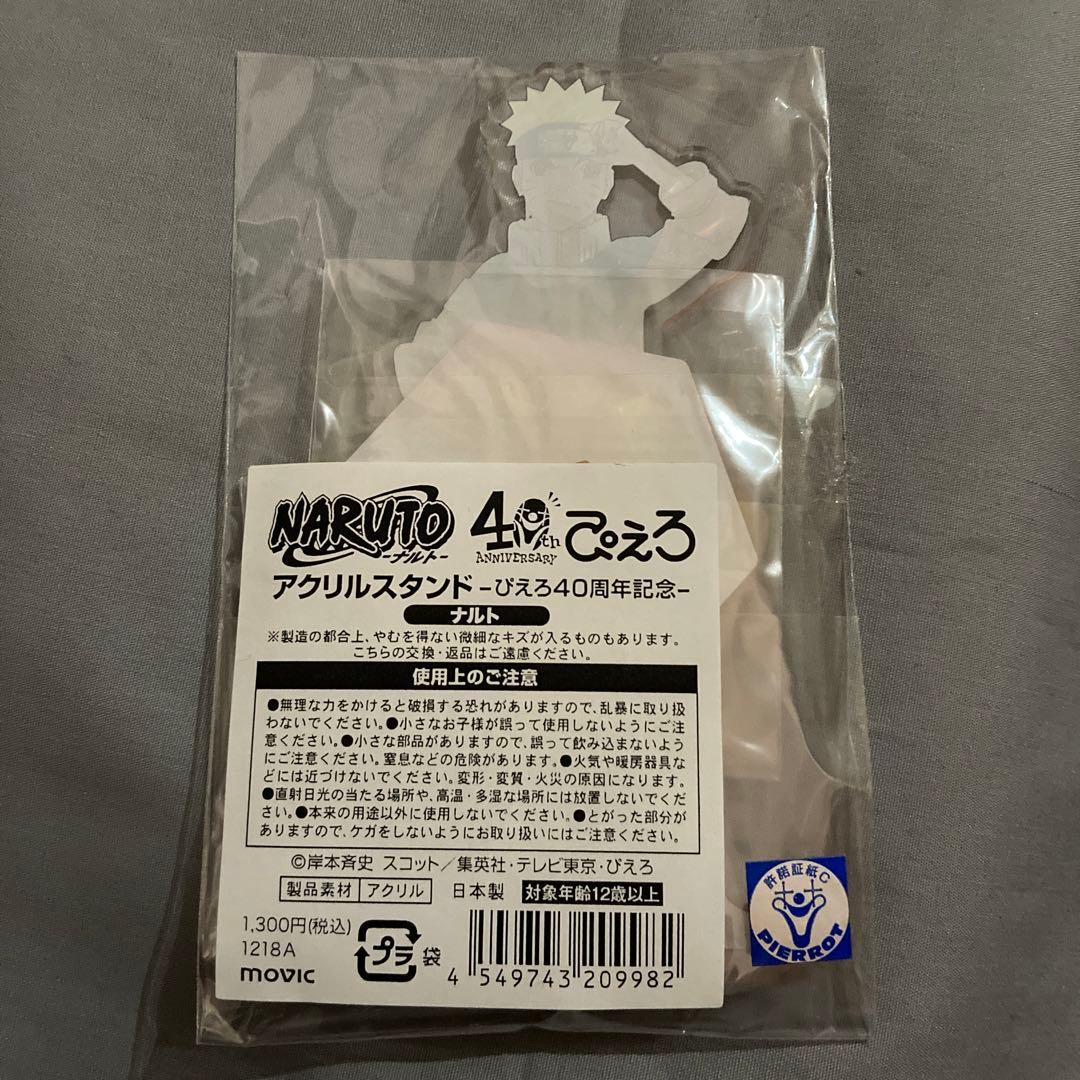 NARUTO
-ナルト-
40th
ANNIVERSARY
ぴえろ
アクリルスタンド -ぴえろ40周年記念-
ナルト
※製造の都合上、やむを得ない微細なキズが入るものもあります。
こちらの交換・返品はご遠慮ください。
使用上のご注意
●無理な力をかけると破損する恐れがありますので、乱暴に取り扱
わないでください。●小さなお子様が誤って使用しないようにご注
意ください。●小さな部品がありますので、誤って飲み込まないよう
にご注意ください。窒息などの危険があります。●火気や暖房器具な
どには近づけないでください。変形・変質・火災の原因になります。
●直射日光の当たる場所や、高温・多湿な場所には放置しないでくだ
さい。●本来の用途以外に使用しないでください。●とがった部分が
ありますので、ケガをしないようにお取り扱いにはご注意ください。
©岸本斉史 スコット／集英社・テレビ東京・ぴえろ
製品素材 アクリル 日本製 対象年齢12歳以上
1,300円(税込)
1218A
movic
プラ 袋
4 549743 209982
許諾証紙C
PIERROT